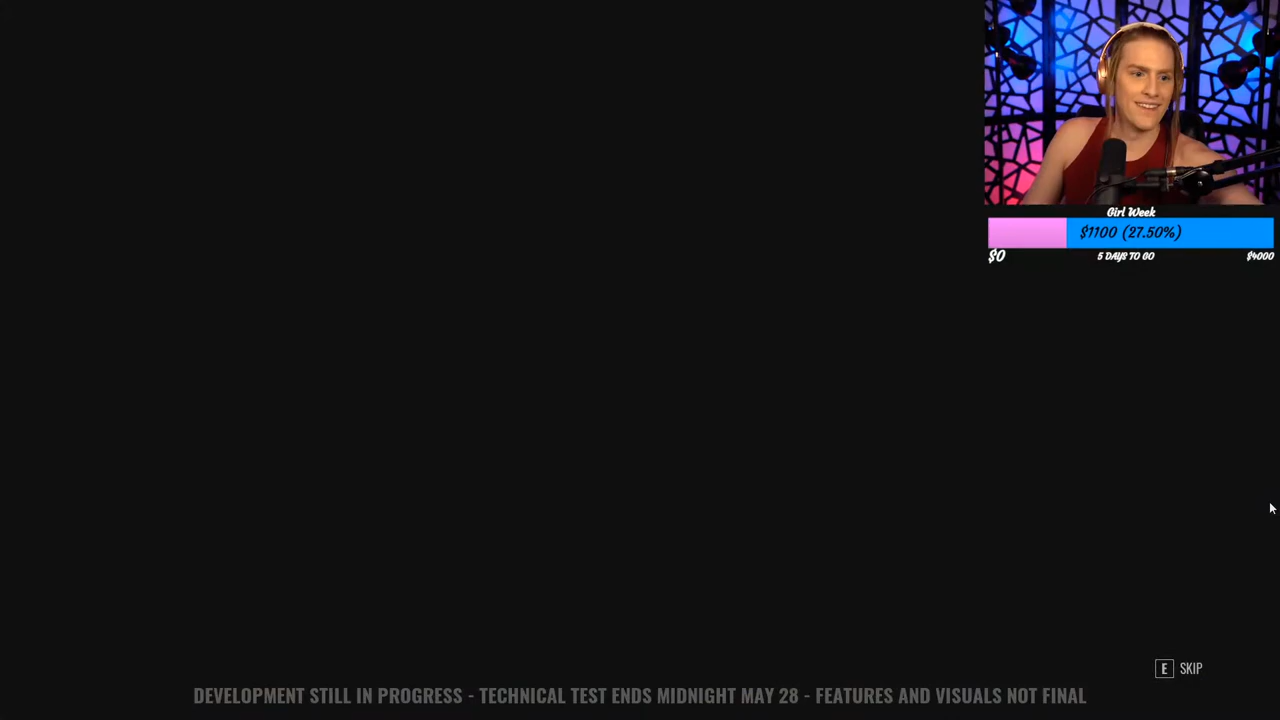 Girl Week
$1100 (27.50%)
$0 5 DAYS TO GO $4000
E SKIP
DEVELOPMENT STILL IN PROGRESS - TECHNICAL TEST ENDS MIDNIGHT MAY 28 - FEATURES AND VISUALS NOT FINAL